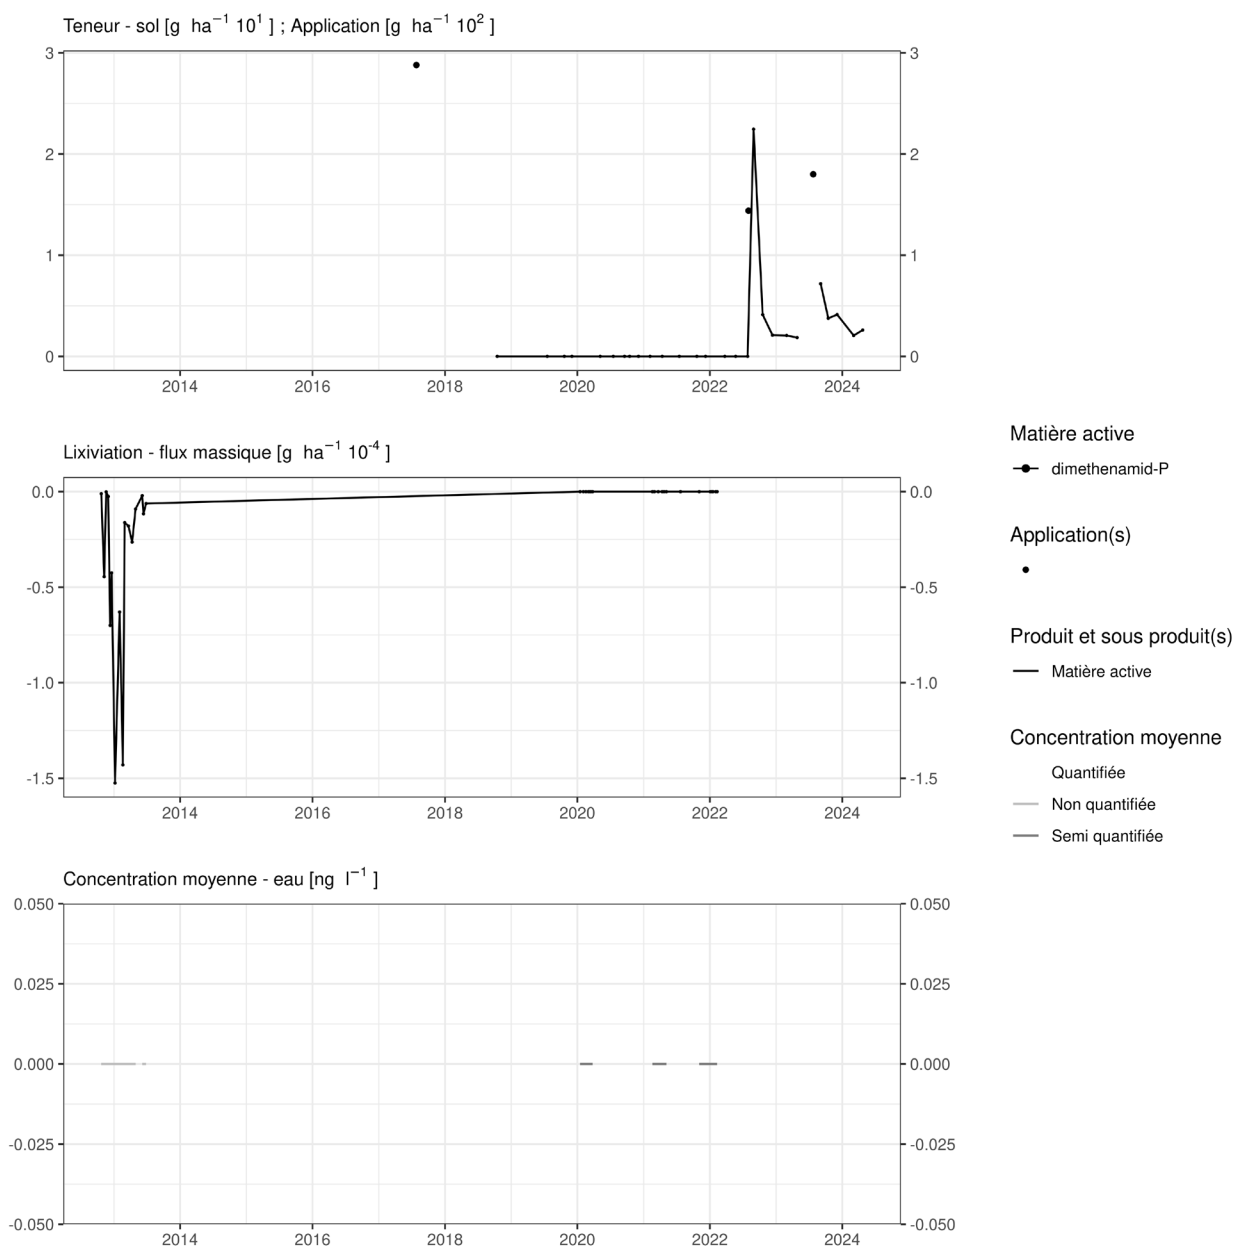 Teneur - sol [g ha⁻¹ 10¹ ] ; Application [g ha⁻¹ 10² ]
3 3
2 2
1 1
0 0
2014 2016 2018 2020 2022 2024
Lixiviation - flux massique [g ha⁻¹ 10⁻⁴ ]
0.0 0.0
-0.5 -0.5
-1.0 -1.0
-1.5 -1.5
2014 2016 2018 2020 2022 2024
Concentration moyenne - eau [ng l⁻¹ ]
0.050 0.050
0.025 0.025
0.000 0.000
-0.025 -0.025
-0.050 -0.050
2014 2016 2018 2020 2022 2024
Matière active
dimethenamid-P
Application(s)
Produit et sous produit(s)
Matière active
Concentration moyenne
Quantifiée
Non quantifiée
Semi quantifiée